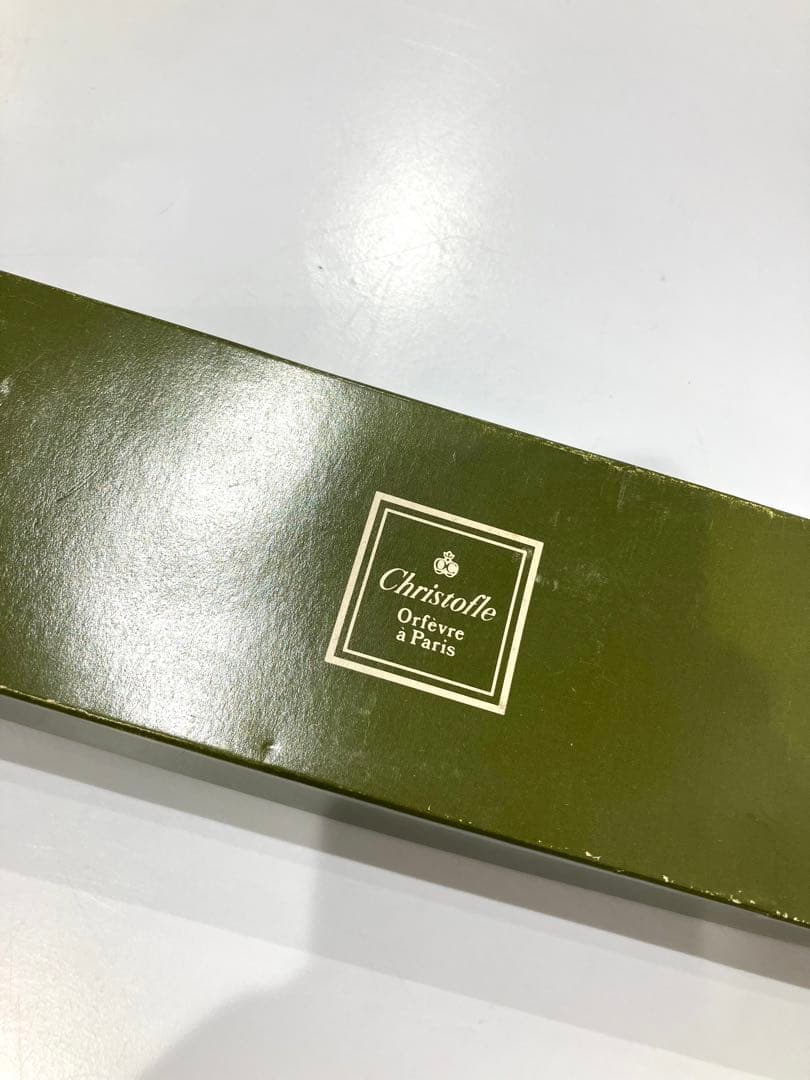 Christofle
Orfèvre
à Paris